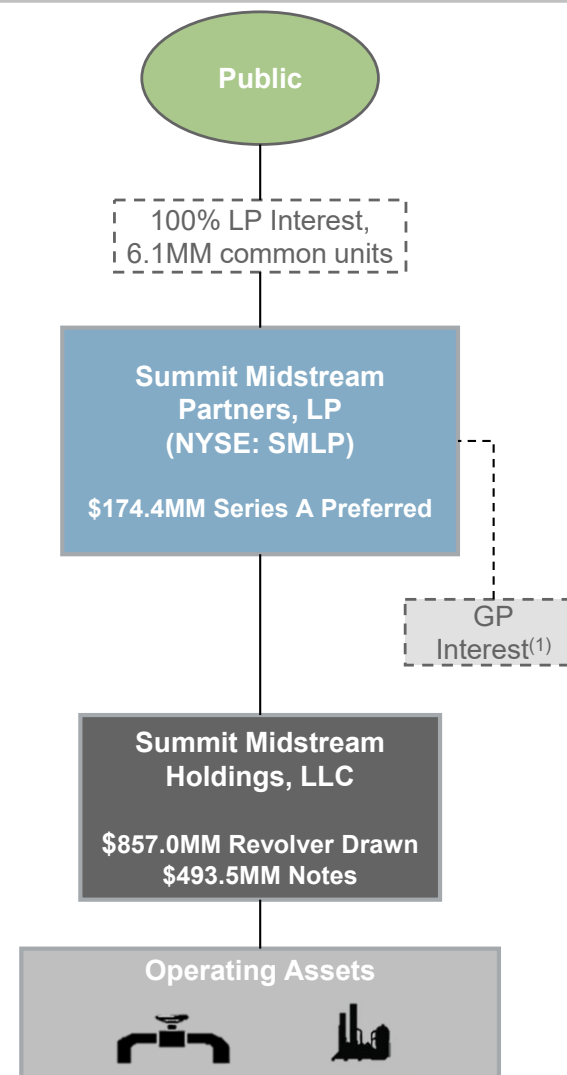 Public
100% LP Interest,
6.1MM common units
Summit Midstream
Partners, LP
(NYSE: SMLP)
$174.4MM Series A Preferred
GP
Interest(1)
Summit Midstream
Holdings, LLC
$857.0MM Revolver Drawn
$493.5MM Notes
Operating Assets